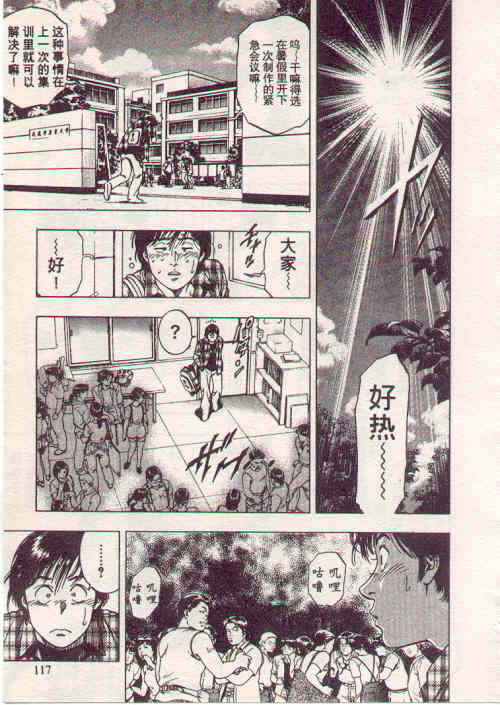 好热~~~~~
呜~干嘛得选
在暑假里开下
一次制作的紧
急会议嘛~~~
这种事情在
上一次的集
训里就可以
解决了嘛！
大家~~~
~~好！
？
叽哩
咕噜
叽哩
咕噜
……？
117